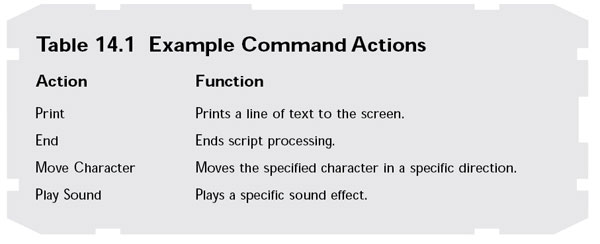 Table 14.1 Example Command Actions
Action Function
Print Prints a line of text to the screen.
End Ends script processing.
Move Character Moves the specified character in a specific direction.
Play Sound Plays a specific sound effect.